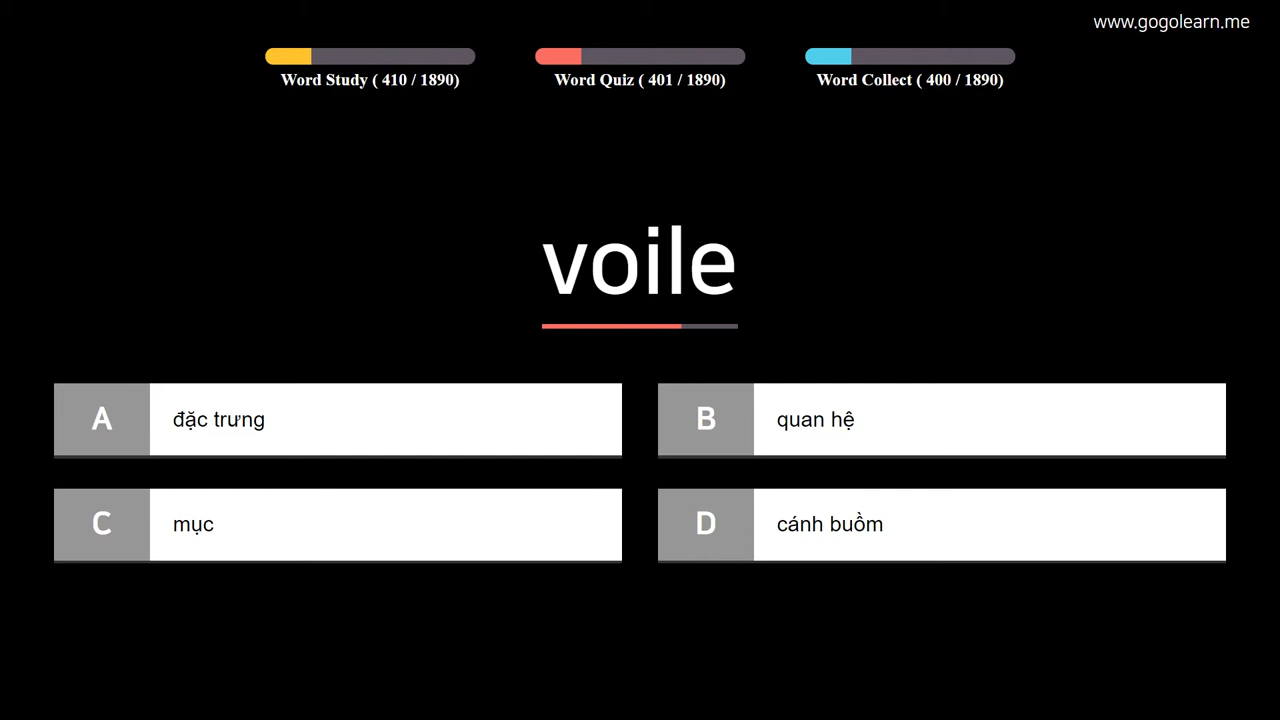 www.gogolearn.me
Word Study ( 410 / 1890)
Word Quiz ( 401 / 1890)
Word Collect ( 400 / 1890)
voile
A đặc trưng
B quan hệ
C mục
D cánh buồm